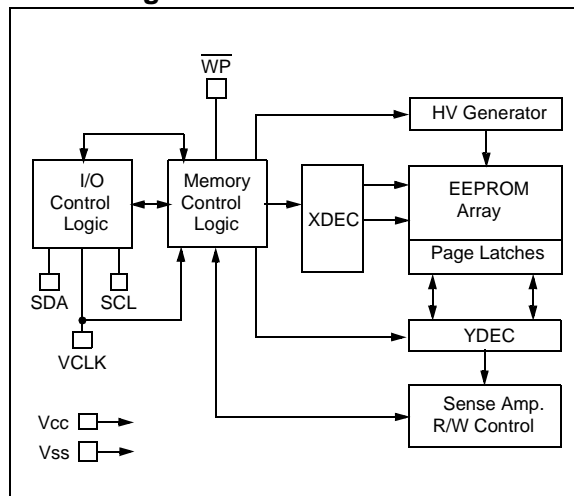 WP
HV Generator
I/O
Control
Logic
Memory
Control
Logic
XDEC
EEPROM
Array
Page Latches
SDA
SCL
VCLK
YDEC
Sense Amp.
R/W Control
Vcc
Vss